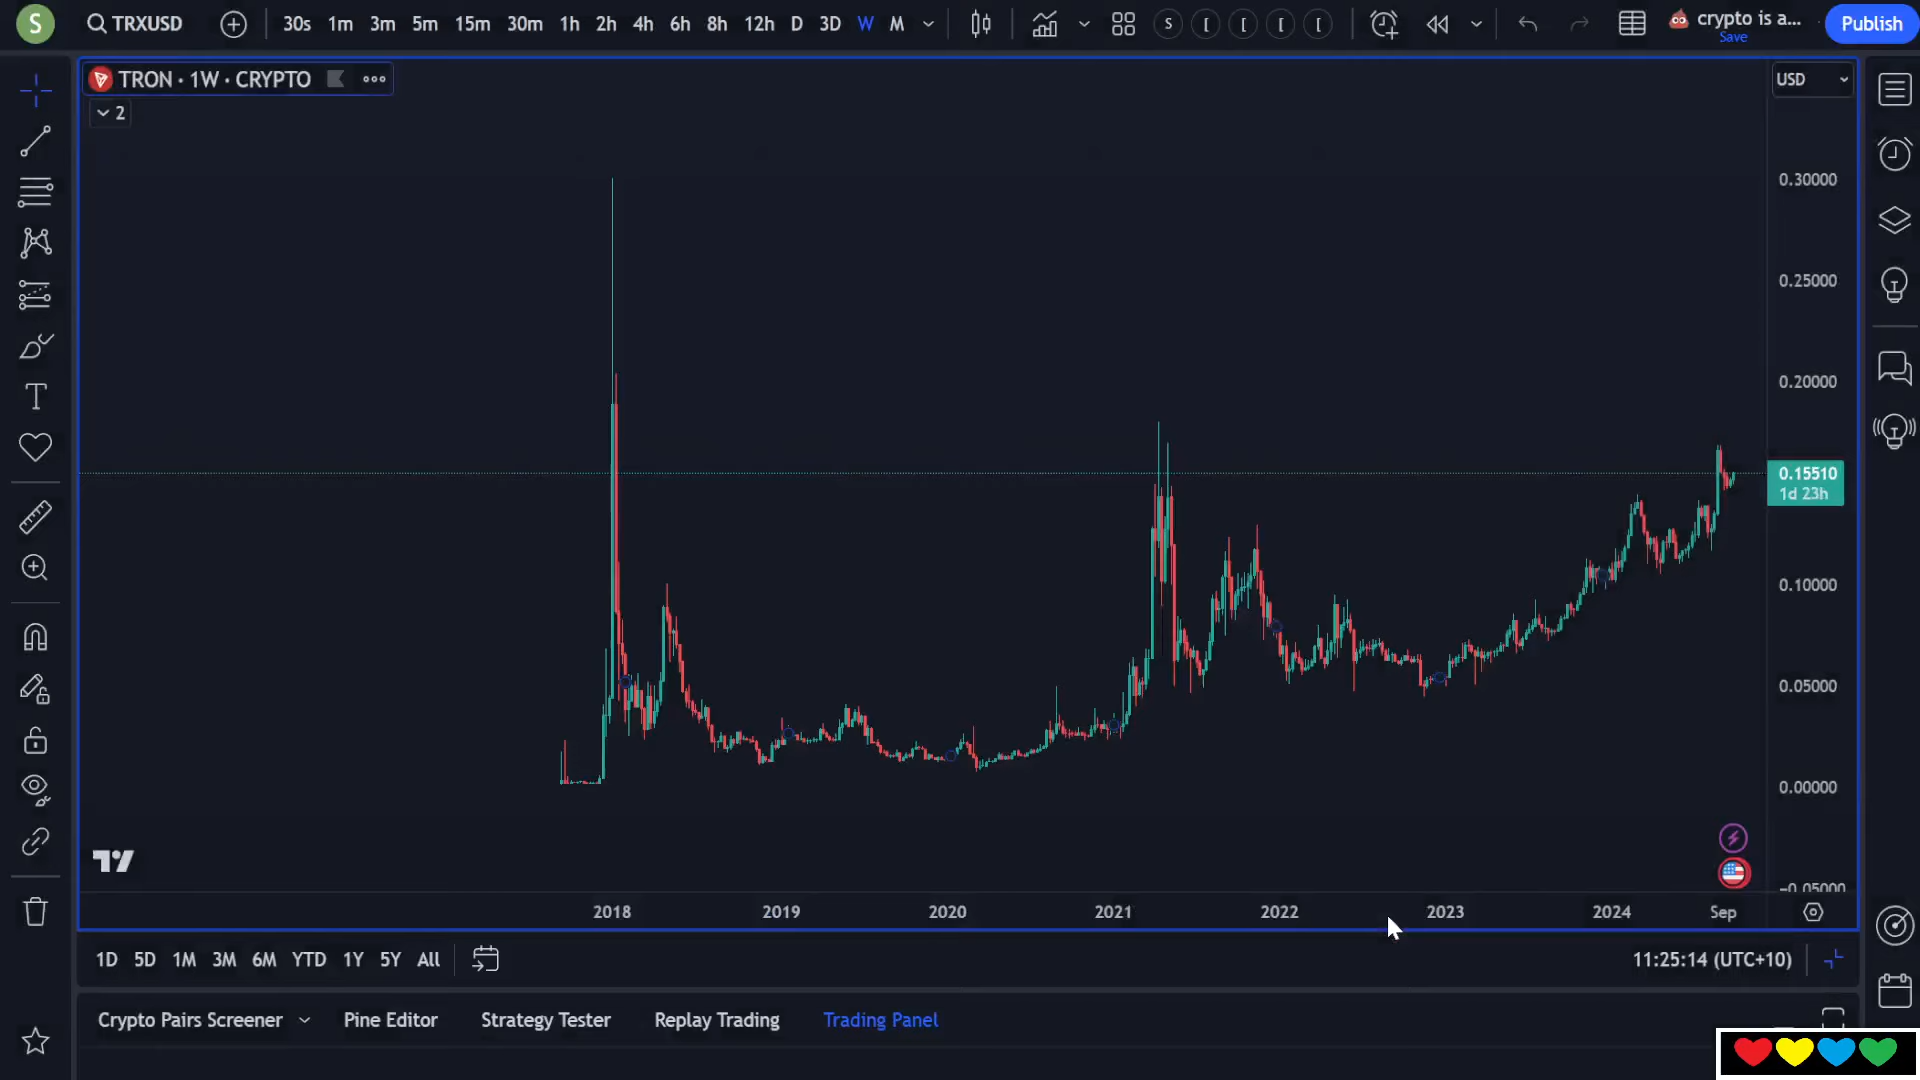 S TRXUSD 30s 1m 3m 5m 15m 30m 1h 2h 4h 6h 8h 12h D 3D W M S [ [ [ [ crypto is a... Publish
Save
TRON · 1W · CRYPTO USD
2
0.30000
0.25000
0.20000
0.15510
1d 23h
0.10000
0.05000
0.00000
-0.05000
2018 2019 2020 2021 2022 2023 2024 Sep
1D 5D 1M 3M 6M YTD 1Y 5Y All 11:25:14 (UTC+10)
Crypto Pairs Screener Pine Editor Strategy Tester Replay Trading Trading Panel